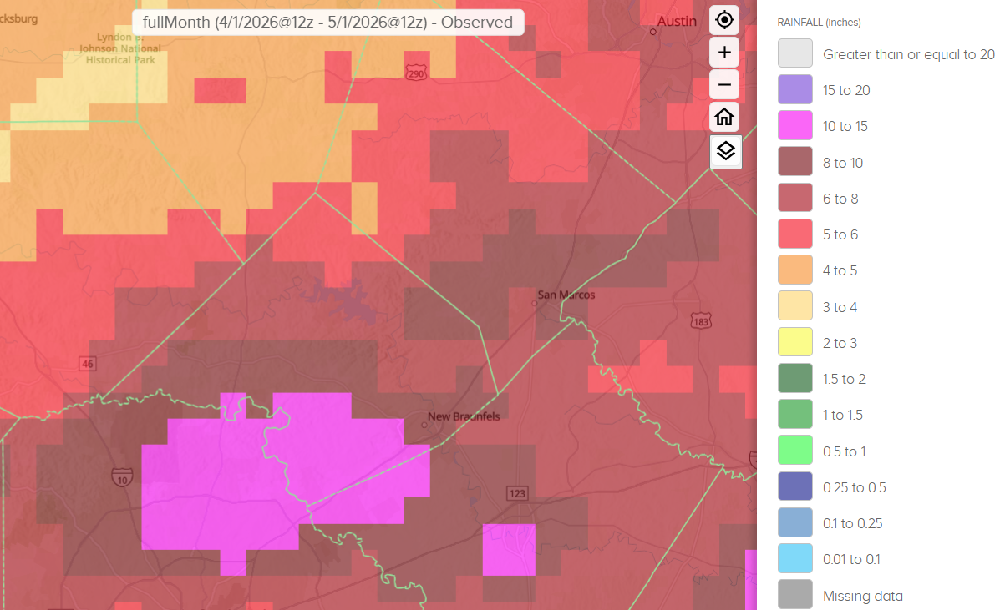 cksburg
fullMonth (4/1/2026@12z - 5/1/2026@12z) - Observed
Austin
Lyndon B.
Johnson National
Historical Park
290
San Marcos
183
46
New Braunfels
10
123
RAINFALL (inches)
Greater than or equal to 20
15 to 20
10 to 15
8 to 10
6 to 8
5 to 6
4 to 5
3 to 4
2 to 3
1.5 to 2
1 to 1.5
0.5 to 1
0.25 to 0.5
0.1 to 0.25
0.01 to 0.1
Missing data